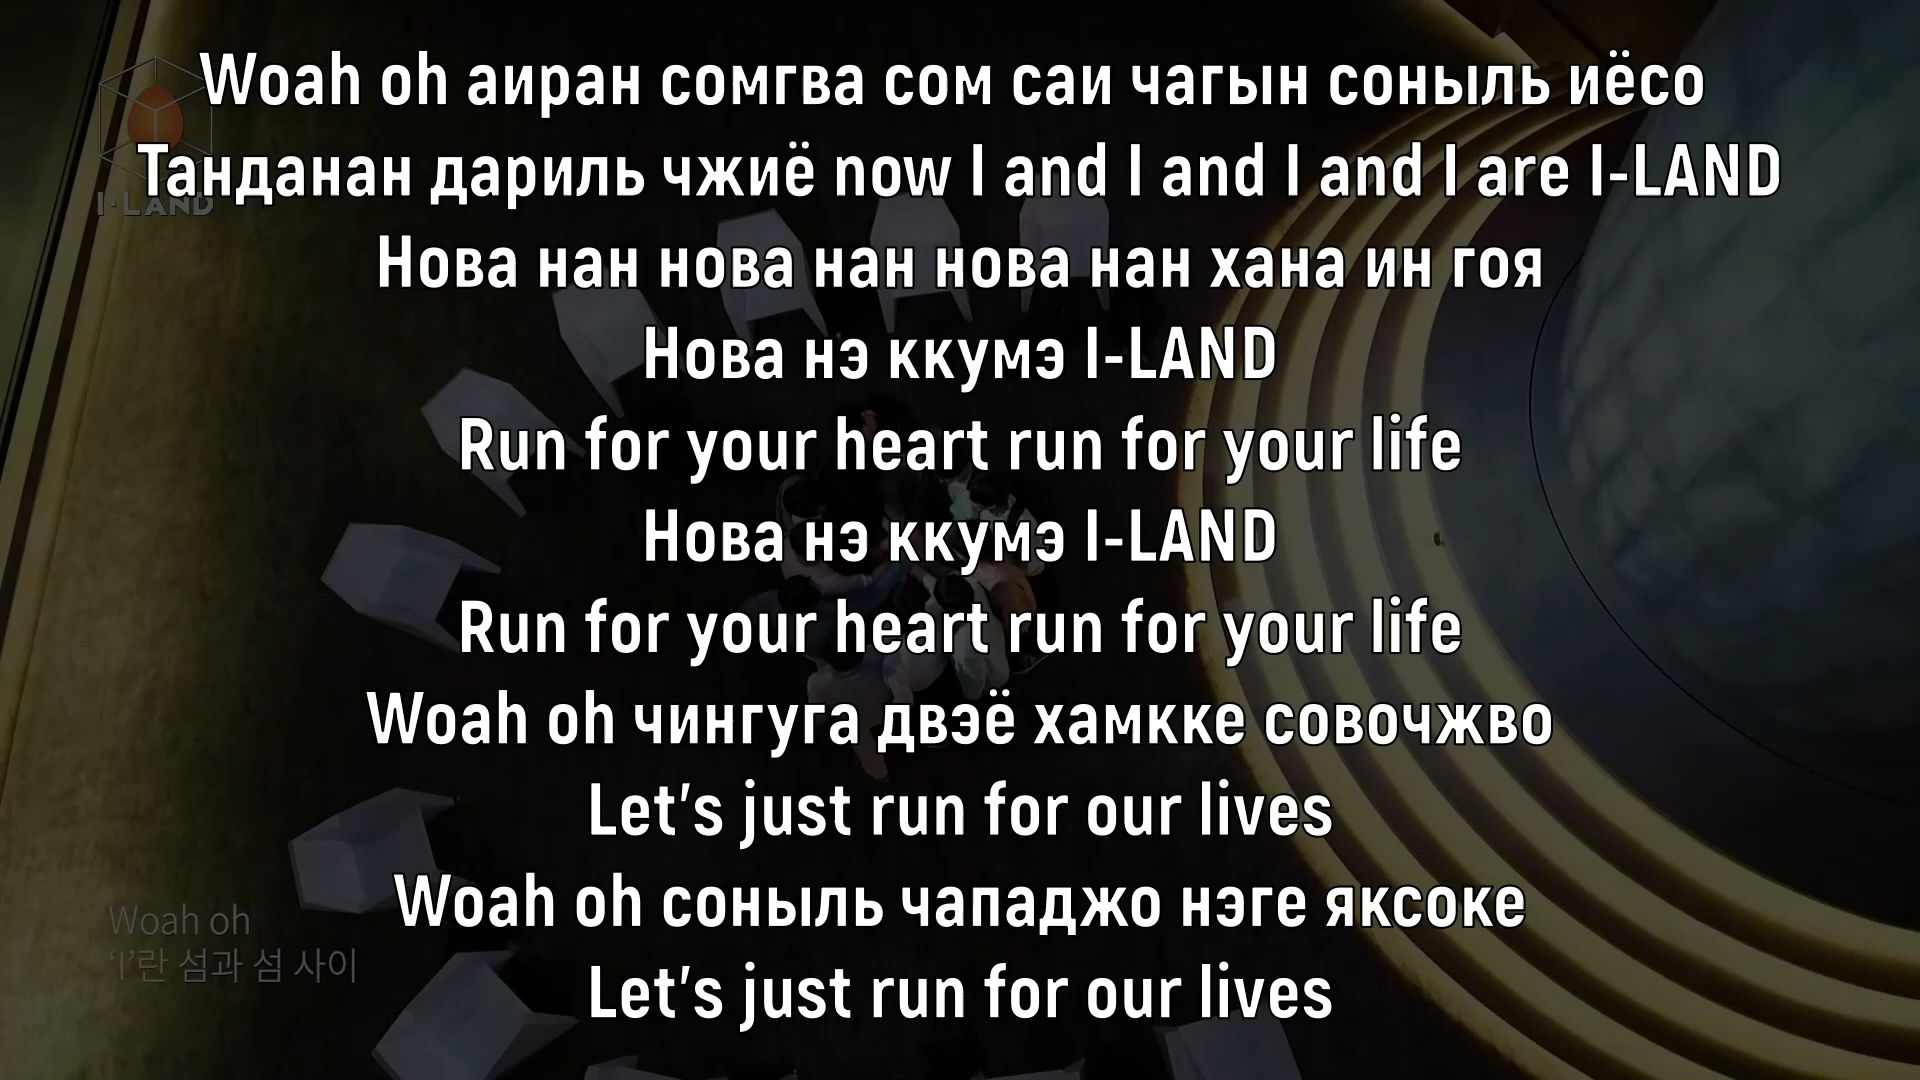 Woah oh аиран сомгва сом саи чагын соныль иёсо
Танданан дариль чжиё now I and I and I and I are I-LAND
I·LAND
Нова нан нова нан нова нан хана ин гоя
Нова нэ ккумэ I-LAND
Run for your heart run for your life
Нова нэ ккумэ I-LAND
Run for your heart run for your life
Woah oh чингуга двэё хамкке совочжво
Let's just run for our lives
Woah oh соныль чападжо нэге яксоке
Let's just run for our lives
Woah oh
'I'란 섬과 섬 사이